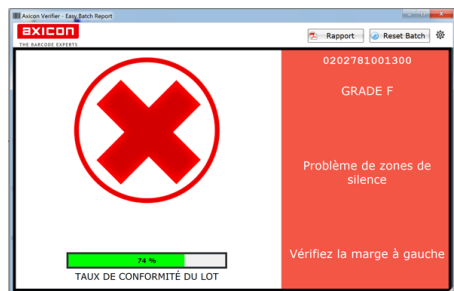 Axicon Verifier - Easy Batch Report
axicon
THE BARCODE EXPERTS
Rapport
Reset Batch
0202781001300
GRADE F
Problème de zones de
silence
Vérifiez la marge à gauche
74 %
TAUX DE CONFORMITÉ DU LOT